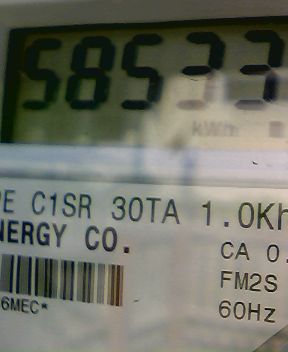 58533
kWh
PE C1SR 30TA 1.0Kh
NERGY CO.
CA 0.
FM2S
6MEC*
60Hz